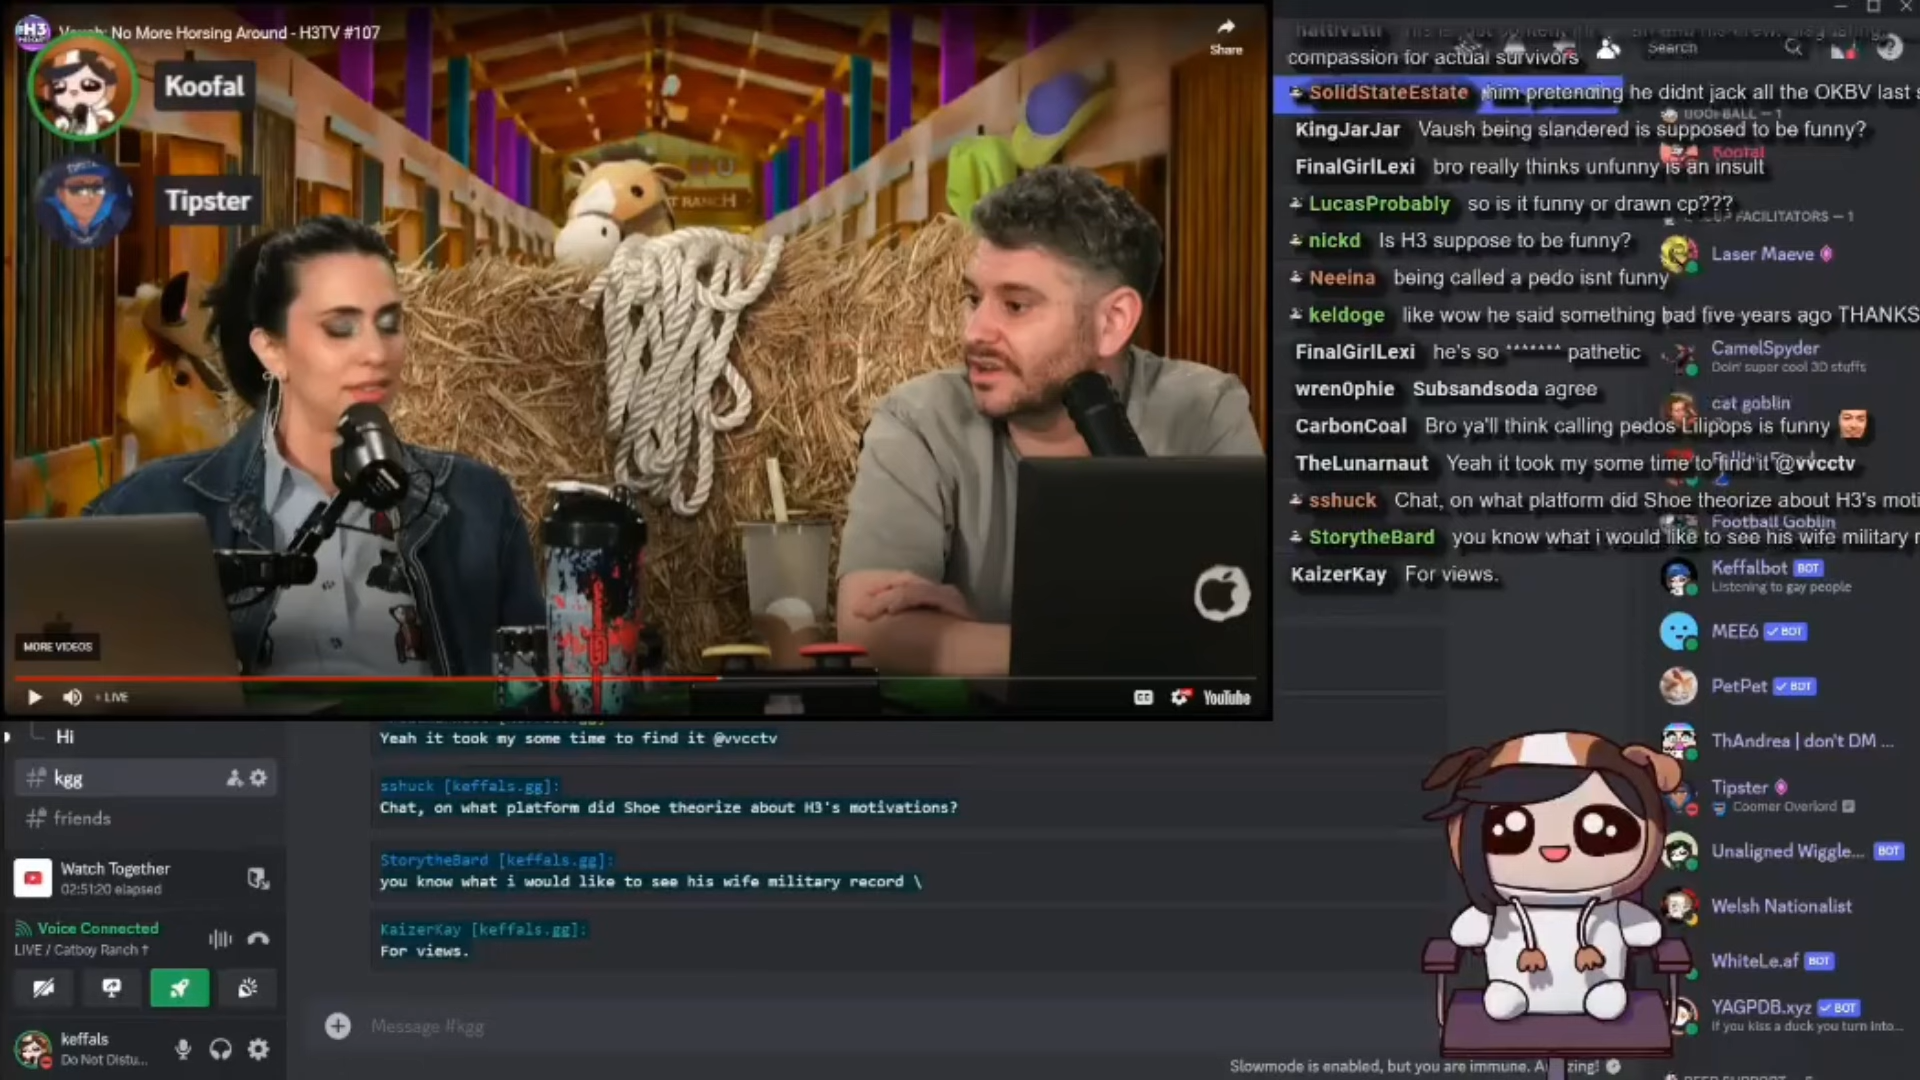 Vaush: No More Horsing Around - H3TV #107
Share
Koofal
Tipster
MORE VIDEOS
LIVE
YouTube
compassion for actual survivors
Search
SolidStateEstate him pretending he didnt jack all the OKBV last s
KingJarJar Vaush being slandered is supposed to be funny?
Koofal
FinalGirlLexi bro really thinks unfunny is an insult
LucasProbably so is it funny or drawn cp???
FACILITATORS — 1
nickd Is H3 suppose to be funny?
Laser Maeve
Neeina being called a pedo isnt funny
keldoge like wow he said something bad five years ago THANKS
FinalGirlLexi he's so ******* pathetic
CamelSpyder
Doin' super cool 3D stuffs
wren0phie Subsandsoda agree
cat goblin
CarbonCoal Bro ya'll think calling pedos Lilipops is funny
TheLunarnaut Yeah it took my some time to find it @vvcctv
sshuck Chat, on what platform did Shoe theorize about H3's moti
Football Goblin
StorytheBard you know what i would like to see his wife military r
KaizerKay For views.
Keffalbot BOT
Listening to gay people
MEE6 BOT
PetPet BOT
ThAndrea | don't DM ...
Tipster
Coomer Overlord
Unaligned Wiggle... BOT
Welsh Nationalist
WhiteLe.af BOT
YAGPDB.xyz BOT
If you kiss a duck you turn into...
Hi
kgg
friends
Watch Together
02:51:20 elapsed
Voice Connected
LIVE / Catboy Ranch
keffals
Do Not Distu...
Yeah it took my some time to find it @vvcctv
sshuck [keffals.gg]:
Chat, on what platform did Shoe theorize about H3's motivations?
StorytheBard [keffals.gg]:
you know what i would like to see his wife military record \
KaizerKay [keffals.gg]:
For views.
Message #kgg
Slowmode is enabled, but you are immune.